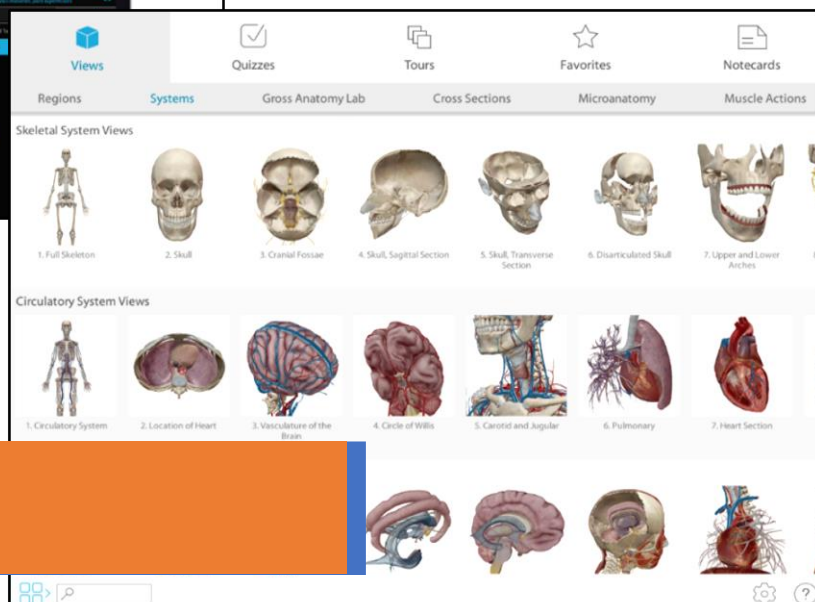 Views
Quizzes
Tours
Favorites
Notecards
Regions
Systems
Gross Anatomy Lab
Cross Sections
Microanatomy
Muscle Actions
Skeletal System Views
1. Full Skeleton
2. Skull
3. Cranial Fossae
4. Skull, Sagittal Section
5. Skull, Transverse
Section
6. Disarticulated Skull
7. Upper and Lower
Arches
Circulatory System Views
1. Circulatory System
2. Location of Heart
3. Vasculature of the
Brain
4. Circle of Willis
5. Carotid and Jugular
6. Pulmonary
7. Heart Section
?